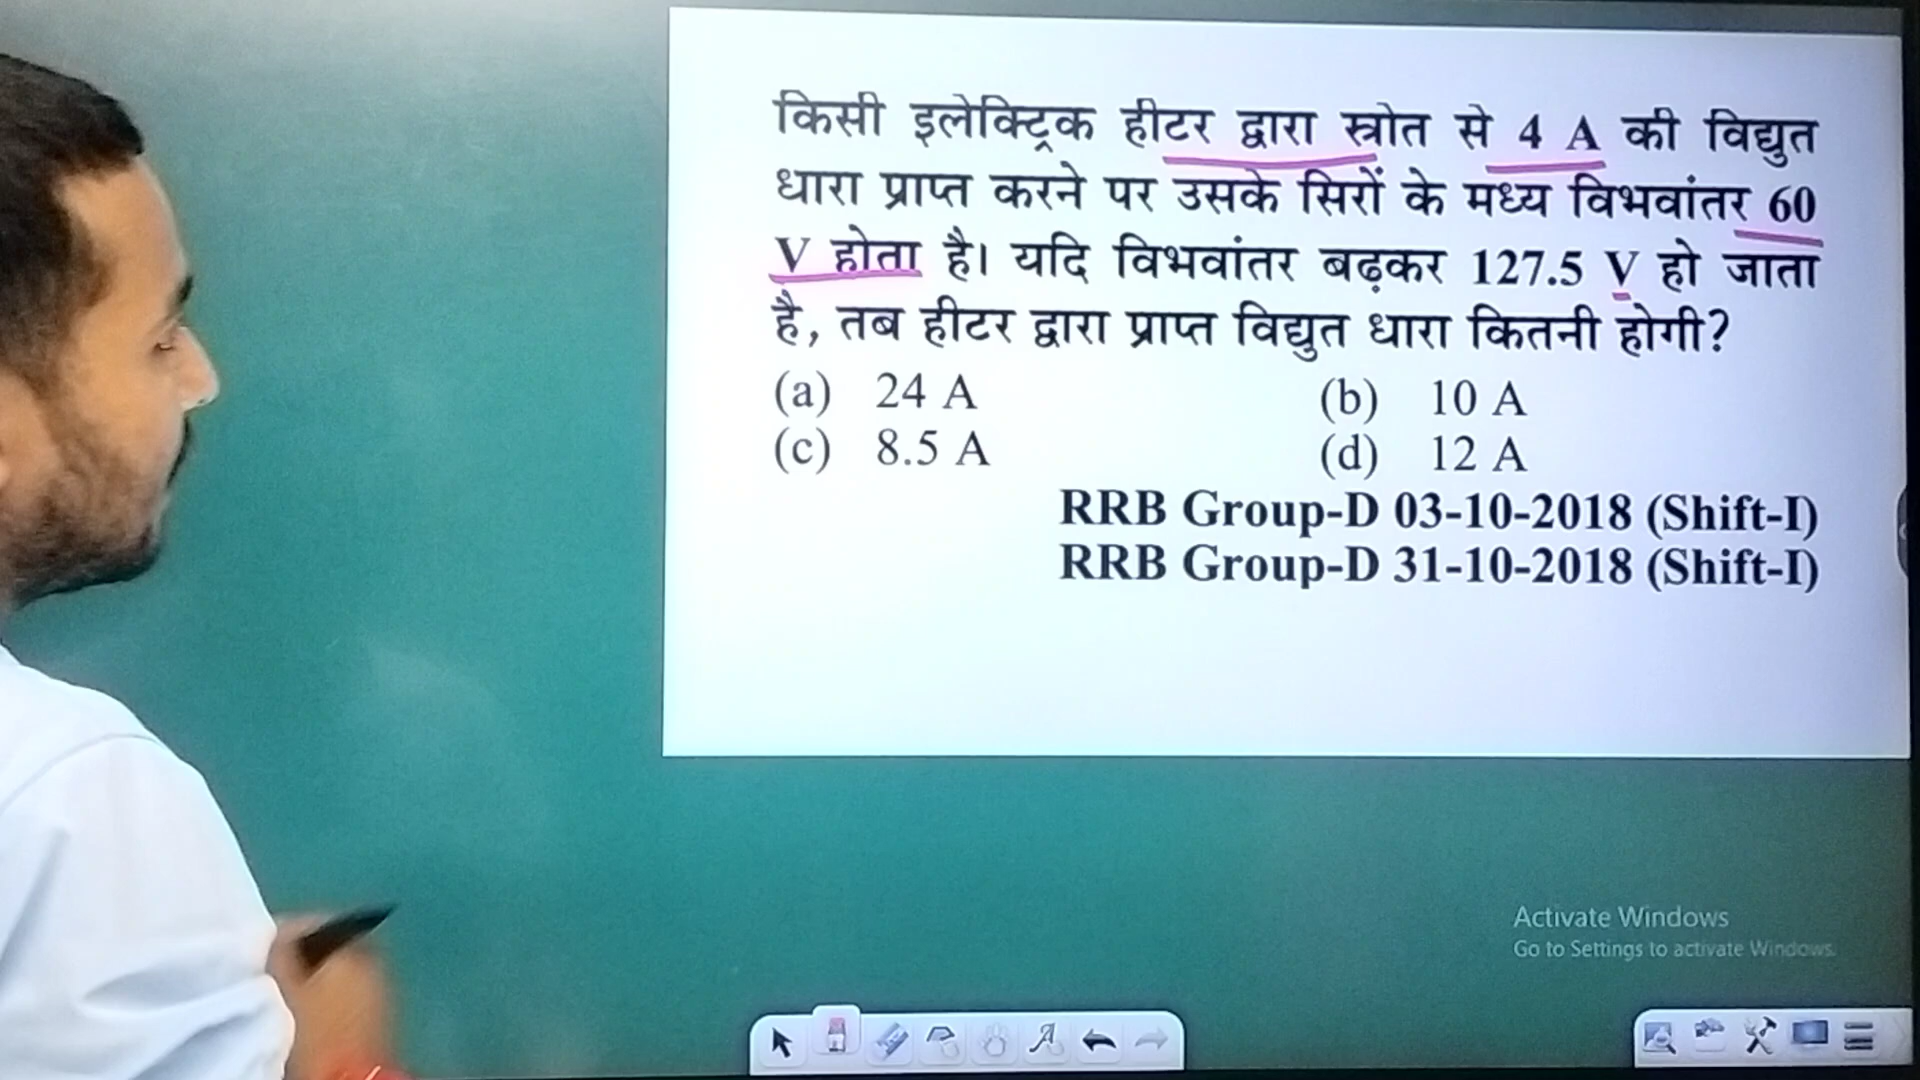 किसी इलेक्ट्रिक हीटर द्वारा स्त्रोत से 4 A की विद्युत
धारा प्राप्त करने पर उसके सिरों के मध्य विभवांतर 60
V होता है। यदि विभवांतर बढ़कर 127.5 V हो जाता
है, तब हीटर द्वारा प्राप्त विद्युत धारा कितनी होगी?
(a) 24 A (b) 10 A
(c) 8.5 A (d) 12 A
RRB Group-D 03-10-2018 (Shift-I)
RRB Group-D 31-10-2018 (Shift-I)
Activate Windows
Go to Settings to activate Windows.